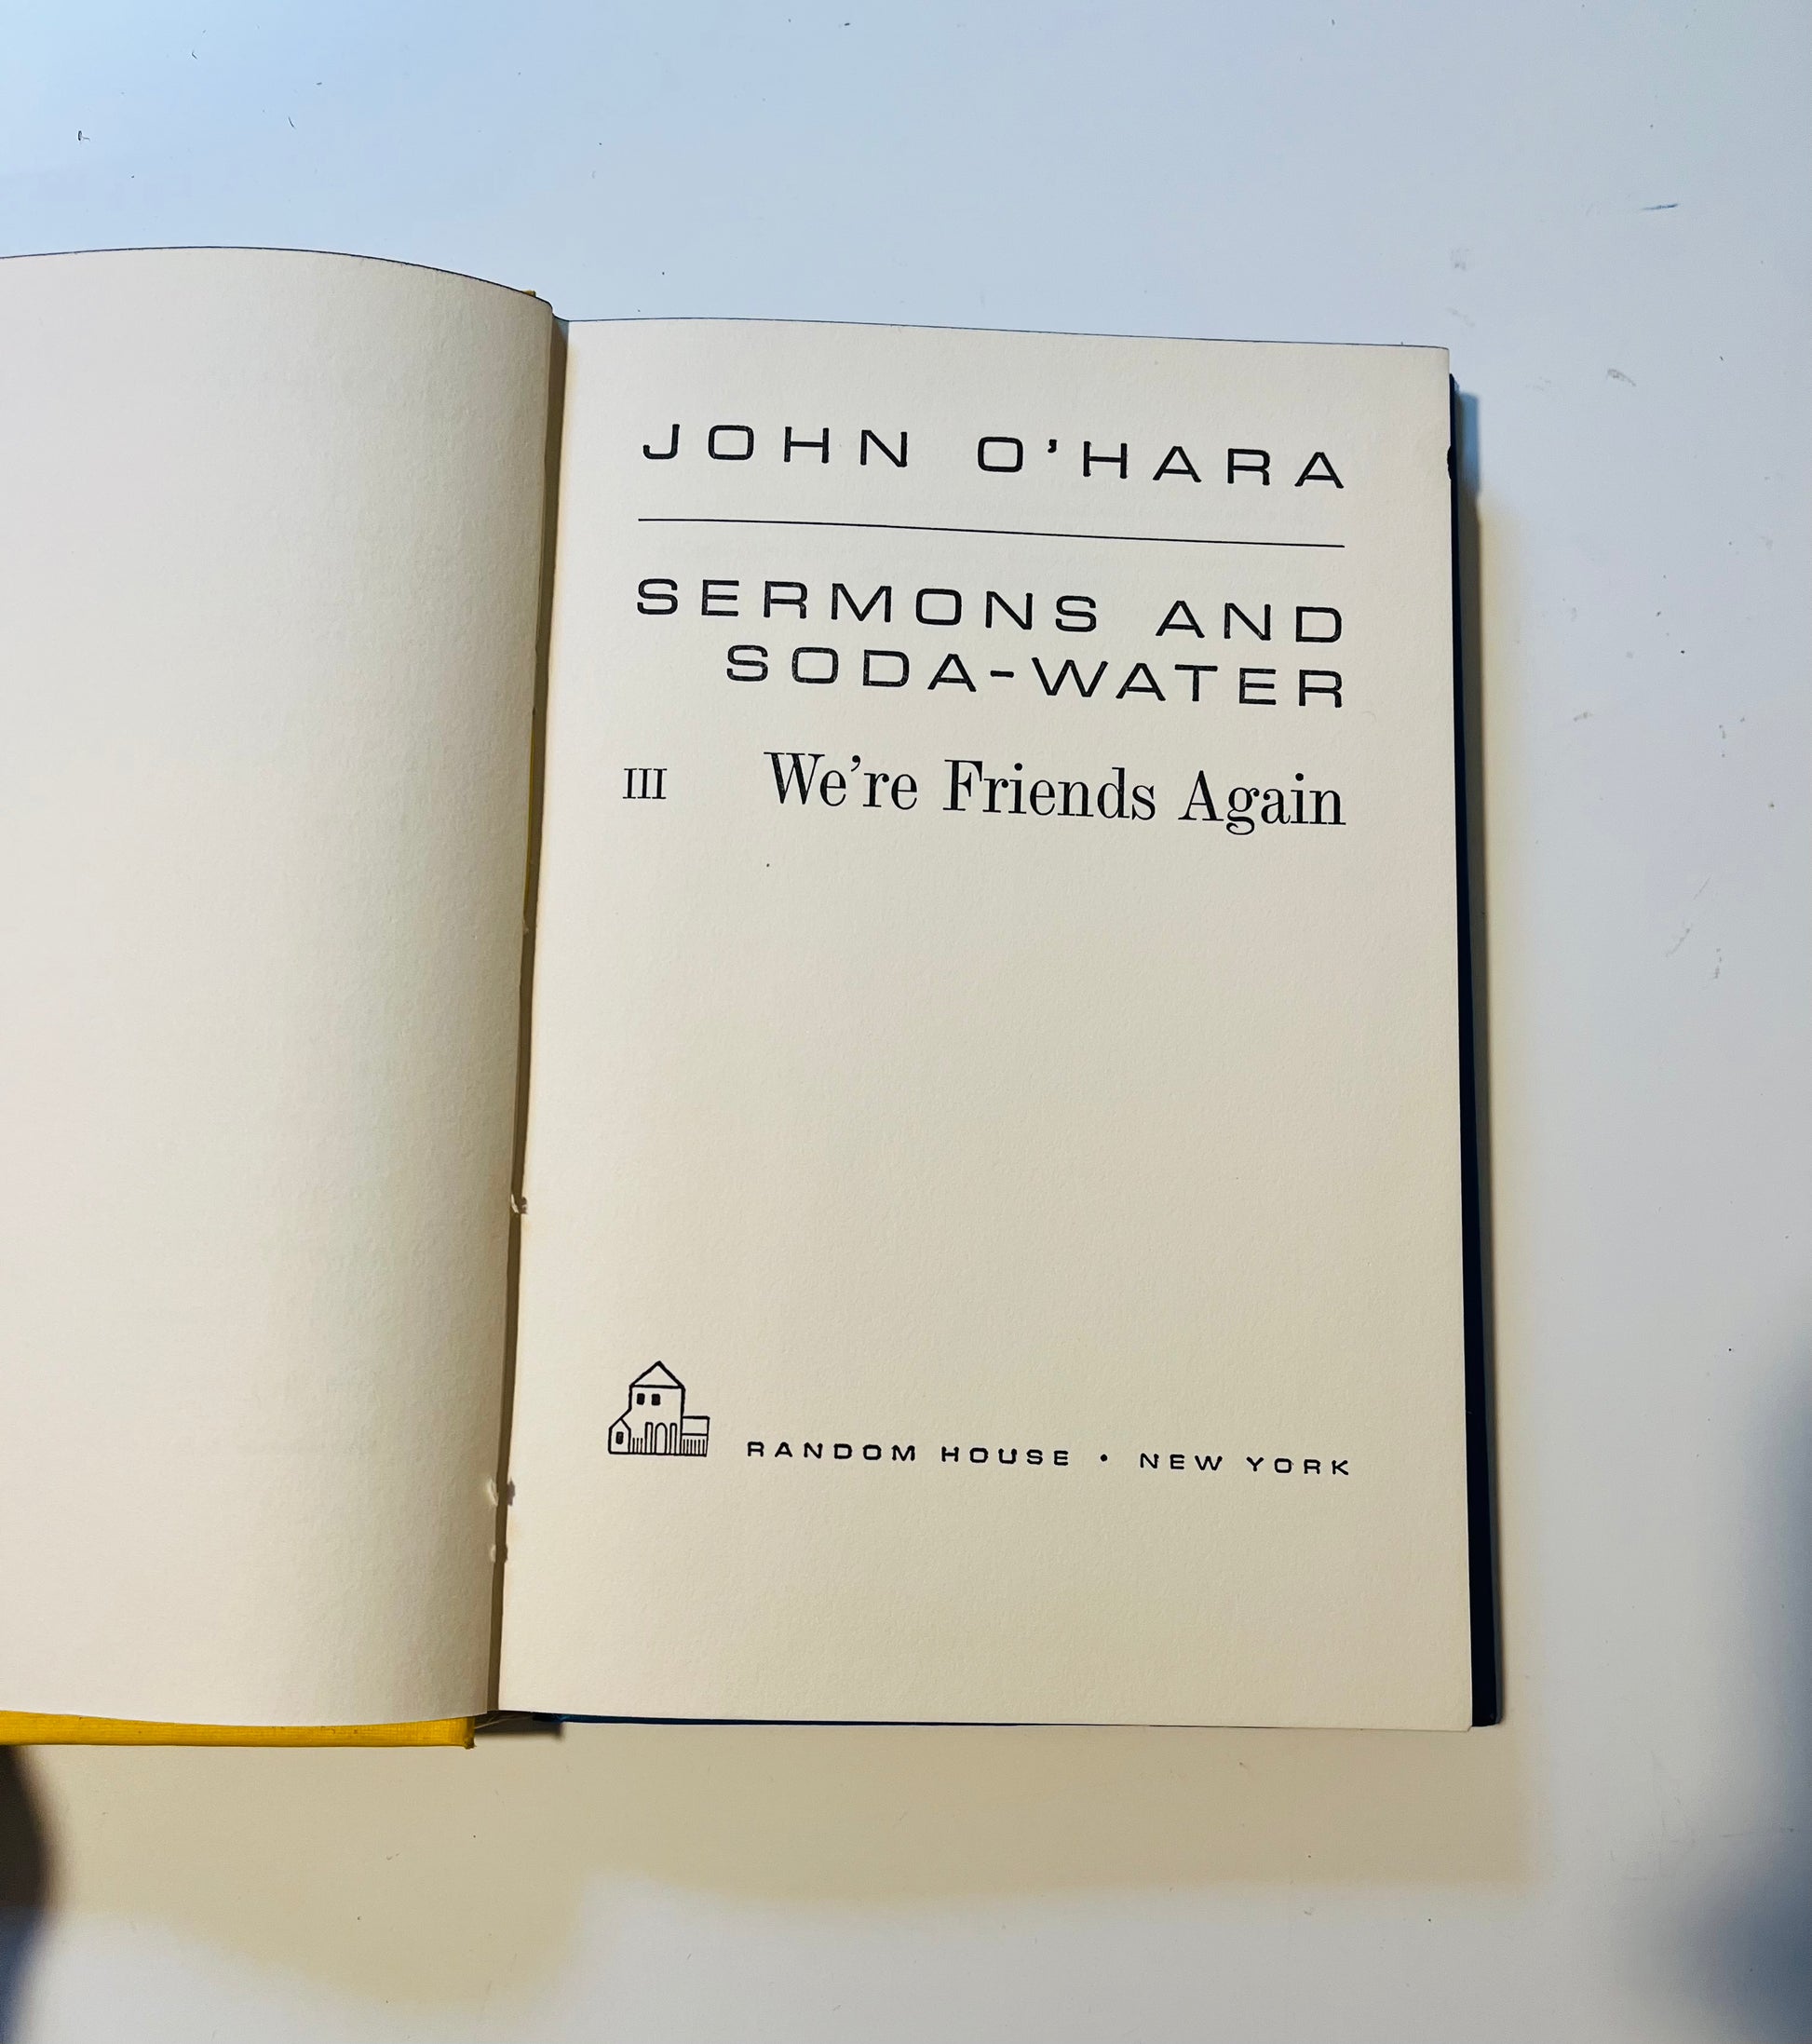 JOHN O'HARA
SERMONS AND
SODA-WATER
III We're Friends Again
RANDOM HOUSE • NEW YORK